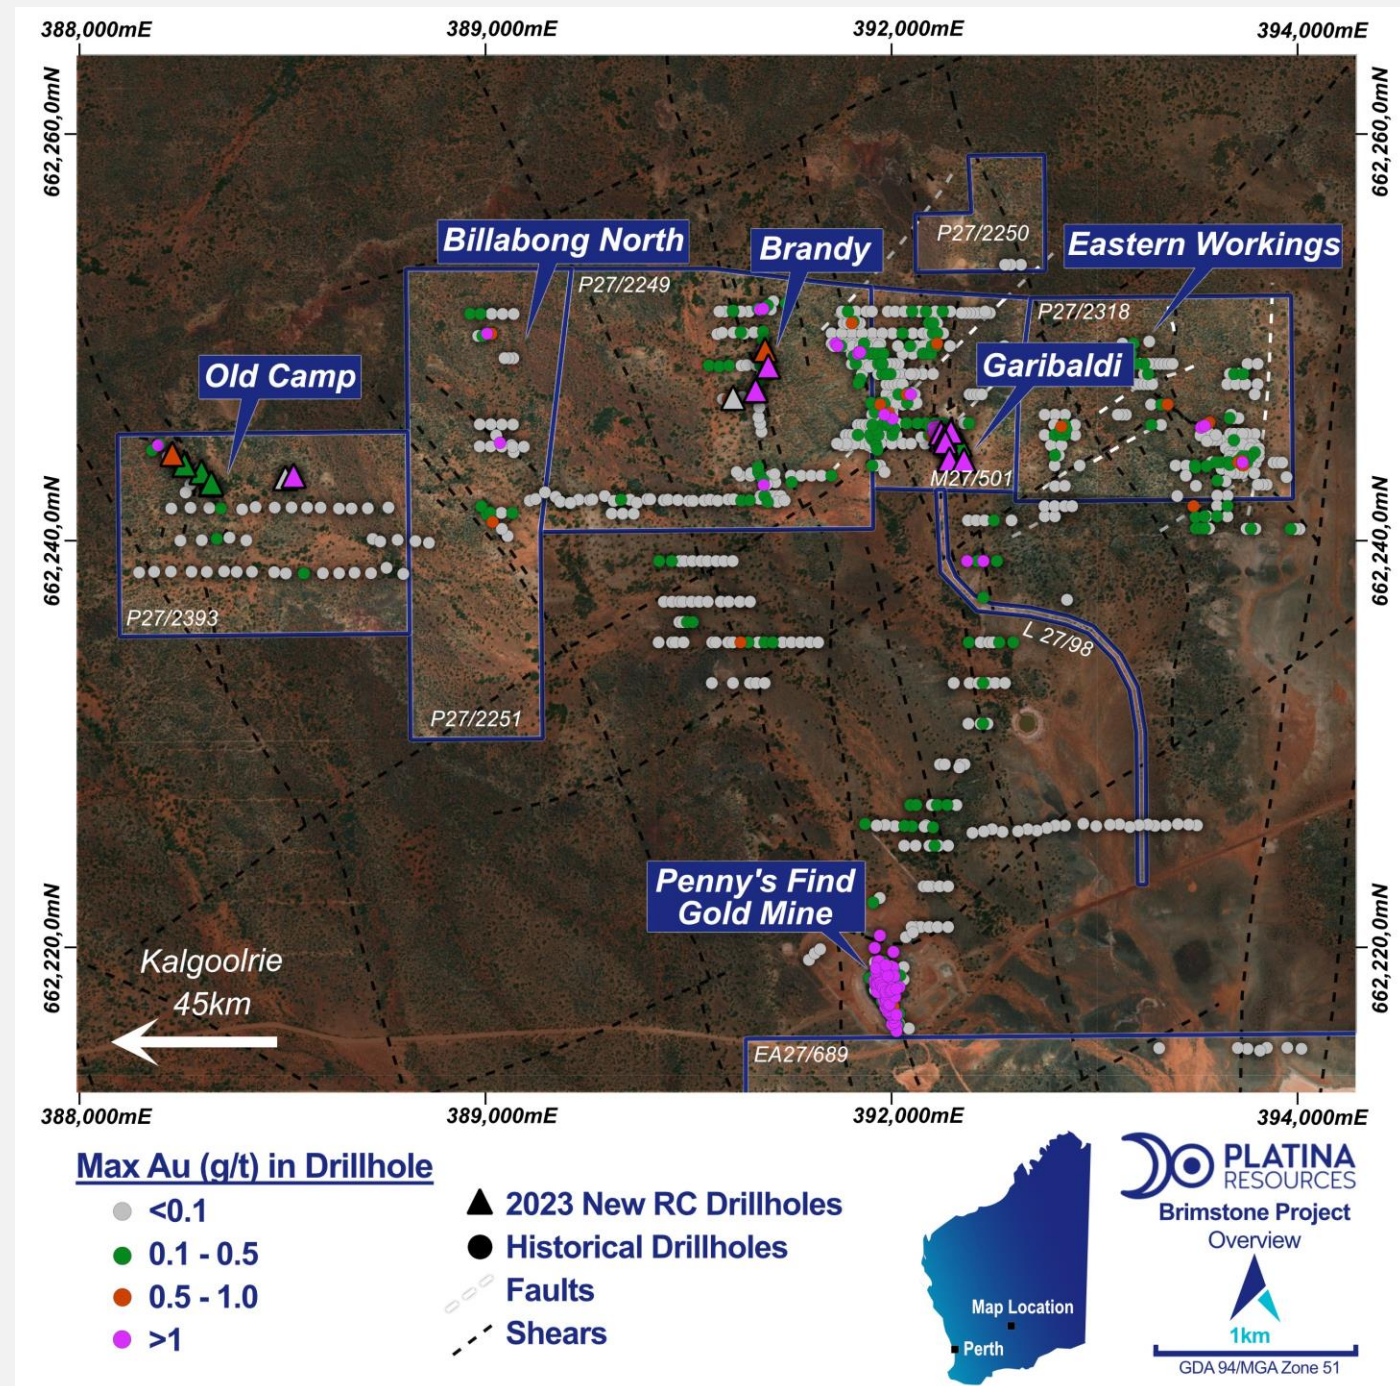 388,000mE
389,000mE
392,000mE
394,000mE
662,260,0mN
662,260,0mN
P27/2250
Billabong North
Brandy
Eastern Workings
P27/2249
P27/2318
Old Camp
Garibaldi
M27/501
662,240,0mN
662,240,0mN
P27/2393
L 27/98
P27/2251
Penny's Find
Gold Mine
662,220,0mN
662,220,0mN
Kalgoolrie
45km
EA27/689
388,000mE
389,000mE
392,000mE
394,000mE
Max Au (g/t) in Drillhole
<0.1
0.1 - 0.5
0.5 - 1.0
>1
2023 New RC Drillholes
Historical Drillholes
Faults
Shears
Map Location
Perth
PLATINA
RESOURCES
Brimstone Project
Overview
1km
GDA 94/MGA Zone 51